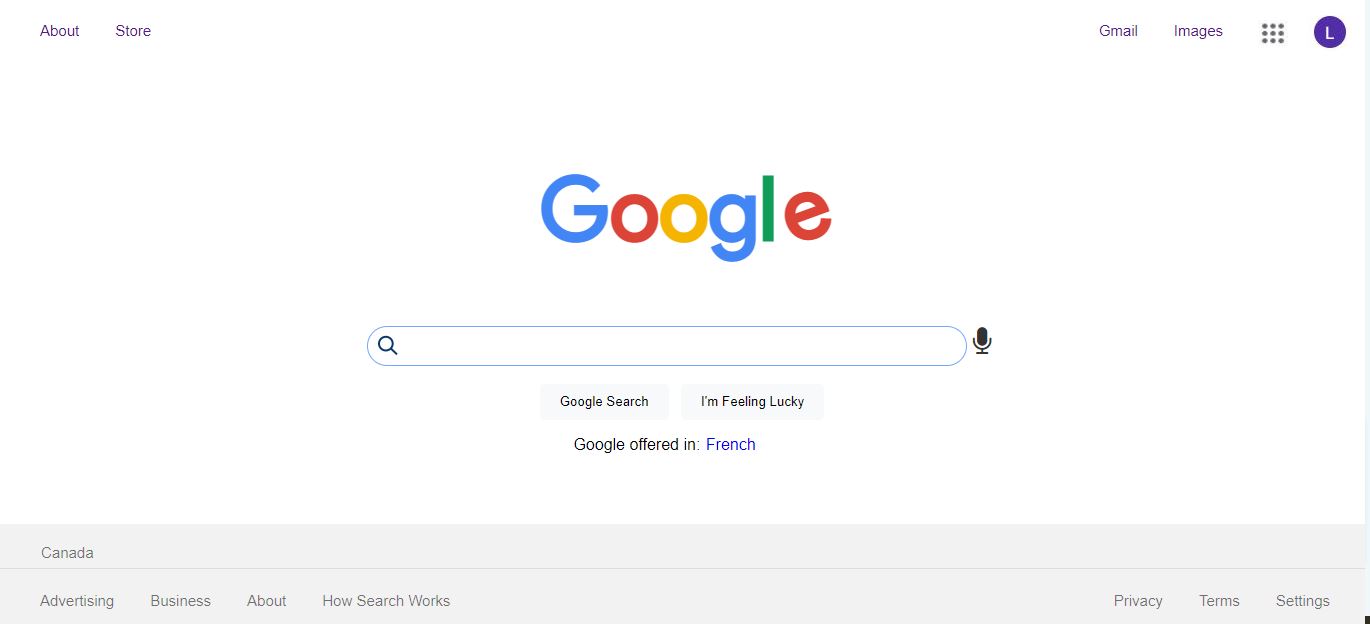 About Store Gmail Images L
Google
Google Search I'm Feeling Lucky
Google offered in: French
Canada
Advertising Business About How Search Works Privacy Terms Settings